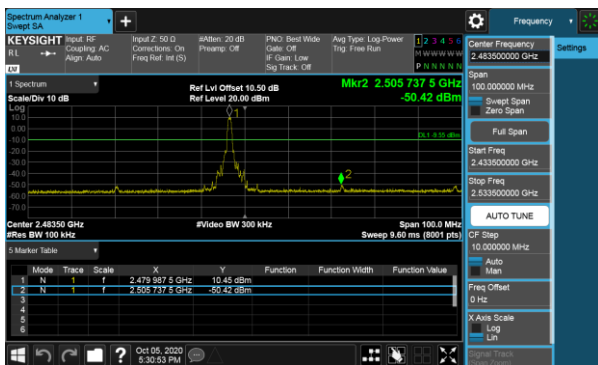 Spectrum Analyzer 1
Swept SA
Frequency
KEYSIGHT
RL
Input: RF
Coupling: AC
Align: Auto
Input Z: 50 Ω
Corrections: On
Freq Ref: Int (S)
#Atten: 20 dB
Preamp: Off
PNO: Best Wide
Gate: Off
IF Gain: Low
Sig Track: Off
Avg Type: Log-Power
Trig: Free Run
1 2 3 4 5 6
M W W W W W
P N N N N N
LXI
Center Frequency
2.483500000 GHz
Settings
1 Spectrum
Scale/Div 10 dB
Ref Lvl Offset 10.50 dB
Ref Level 20.00 dBm
Mkr2 2.505 737 5 GHz
-50.42 dBm
Span
100.000000 MHz
Swept Span
Zero Span
Full Span
Log
10.0
0.00
-10.0
-20.0
-30.0
-40.0
-50.0
-60.0
-70.0
1
2
Start Freq
2.433500000 GHz
Stop Freq
2.533500000 GHz
AUTO TUNE
Center 2.48350 GHz
#Res BW 100 kHz
#Video BW 300 kHz
Span 100.0 MHz
Sweep 9.60 ms (8001 pts)
CF Step
10.000000 MHz
Auto
Man
5 Marker Table
Mode Trace Scale X Y Function Function Width Function Value
1 N 1 f 2.479 987 5 GHz 10.45 dBm
2 N 1 f 2.505 737 5 GHz -50.42 dBm
3
4
5
6
Freq Offset
0 Hz
X Axis Scale
Log
Lin
Signal Track
(Span Zoom)
?
Oct 05, 2020
5:30:53 PM